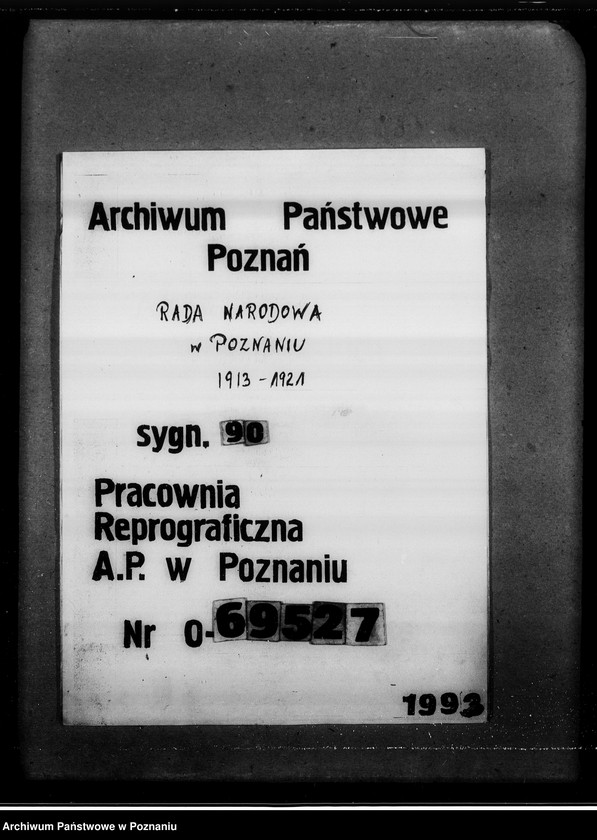 Archiwum Państwowe
Poznań
RADA NARODOWA
w POZNANIU
1913 - 1921
sygn. 90
Pracownia
Reprograficzna
A.P. w Poznaniu
Nr 0-69527
1993
Archiwum Państwowe w Poznaniu